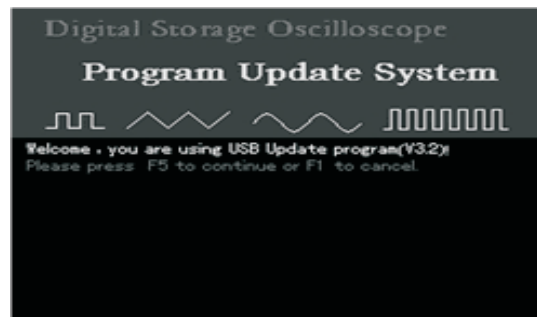 Digital Storage Oscilloscope
Program Update System
Welcome , you are using USB Update program(V3.2)!
Please press F5 to continue or F1 to cancel.